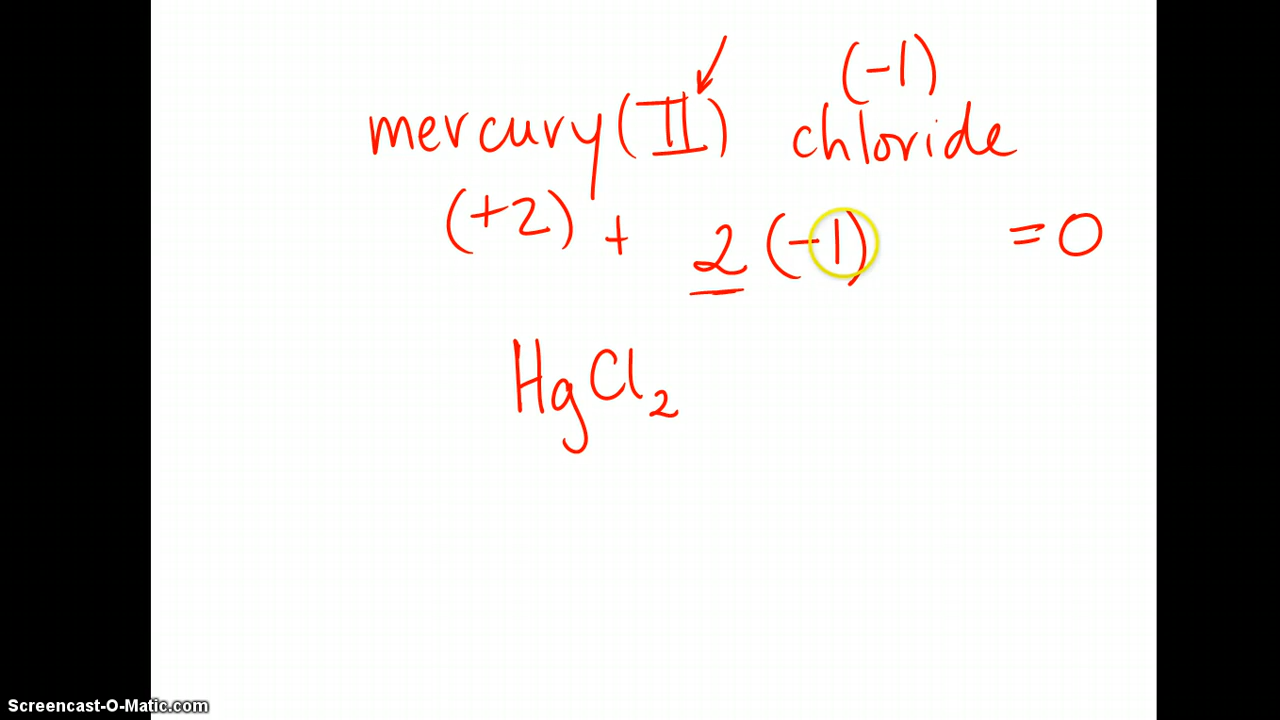 (-1)
mercury (II) chloride
(+2) + 2 (-1) = 0
HgCl₂
Screencast-O-Matic.com